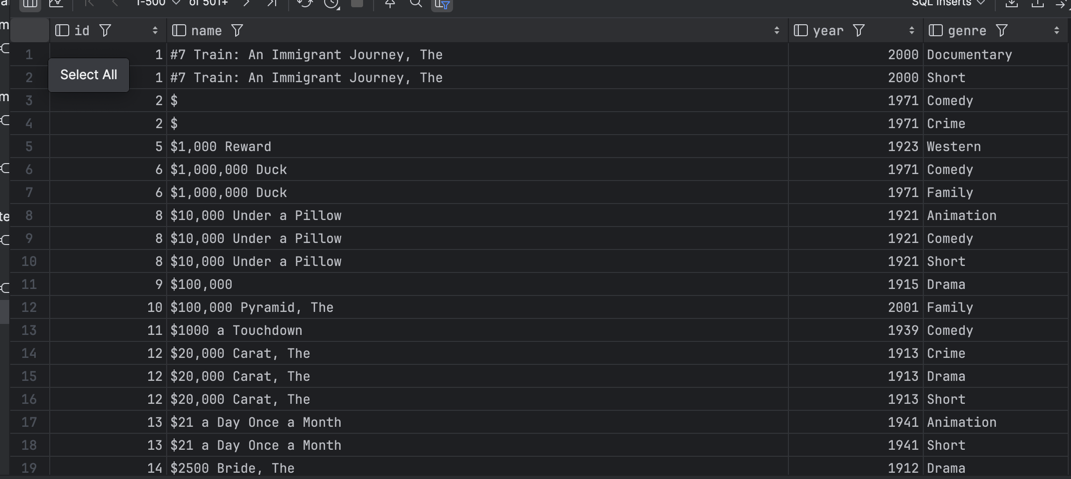 1-500 of 501+ SQL Inserts
id name year genre
1 1 #7 Train: An Immigrant Journey, The 2000 Documentary
Select All
2 1 #7 Train: An Immigrant Journey, The 2000 Short
3 2 $ 1971 Comedy
4 2 $ 1971 Crime
5 5 $1,000 Reward 1923 Western
6 6 $1,000,000 Duck 1971 Comedy
7 6 $1,000,000 Duck 1971 Family
8 8 $10,000 Under a Pillow 1921 Animation
9 8 $10,000 Under a Pillow 1921 Comedy
10 8 $10,000 Under a Pillow 1921 Short
11 9 $100,000 1915 Drama
12 10 $100,000 Pyramid, The 2001 Family
13 11 $1000 a Touchdown 1939 Comedy
14 12 $20,000 Carat, The 1913 Crime
15 12 $20,000 Carat, The 1913 Drama
16 12 $20,000 Carat, The 1913 Short
17 13 $21 a Day Once a Month 1941 Animation
18 13 $21 a Day Once a Month 1941 Short
19 14 $2500 Bride, The 1912 Drama